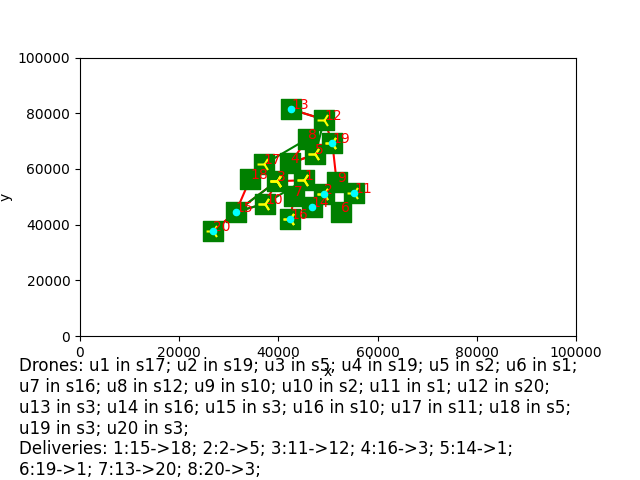 100000
80000
60000
40000
20000
0
y
0 20000 40000 60000 80000 100000
x
Drones: u1 in s17; u2 in s19; u3 in s5; u4 in s19; u5 in s2; u6 in s1;
u7 in s16; u8 in s12; u9 in s10; u10 in s2; u11 in s1; u12 in s20;
u13 in s3; u14 in s16; u15 in s3; u16 in s10; u17 in s11; u18 in s5;
u19 in s3; u20 in s3;
Deliveries: 1:15->18; 2:2->5; 3:11->12; 4:16->3; 5:14->1;
6:19->1; 7:13->20; 8:20->3;